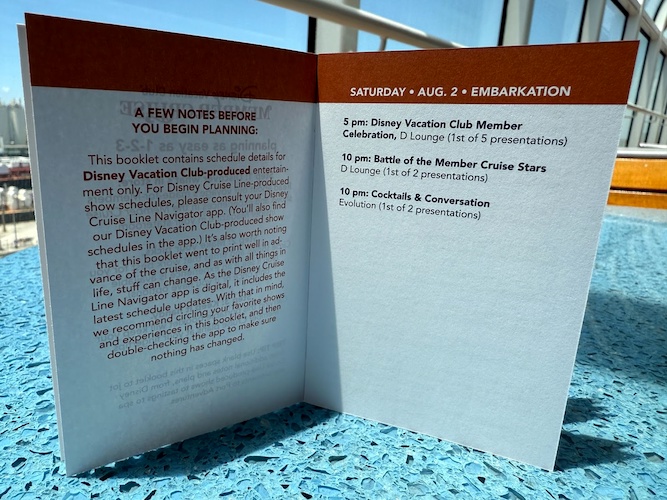 A FEW NOTES BEFORE
YOU BEGIN PLANNING:
This booklet contains schedule details for
Disney Vacation Club-produced entertain-
ment only. For Disney Cruise Line-produced
show schedules, please consult your Disney
Cruise Line Navigator app. (You'll also find
our Disney Vacation Club-produced show
schedules in the app.) It's also worth noting
that this booklet went to print well in ad-
vance of the cruise, and as with all things in
life, stuff can change. As the Disney Cruise
Line Navigator app is digital, it includes the
latest schedule updates. With that in mind,
we recommend circling your favorite shows
and experiences in this booklet, and then
double-checking the app to make sure
nothing has changed.
SATURDAY • AUG. 2 • EMBARKATION
5 pm: Disney Vacation Club Member
Celebration, D Lounge (1st of 5 presentations)
10 pm: Battle of the Member Cruise Stars
D Lounge (1st of 2 presentations)
10 pm: Cocktails & Conversation
Evolution (1st of 2 presentations)